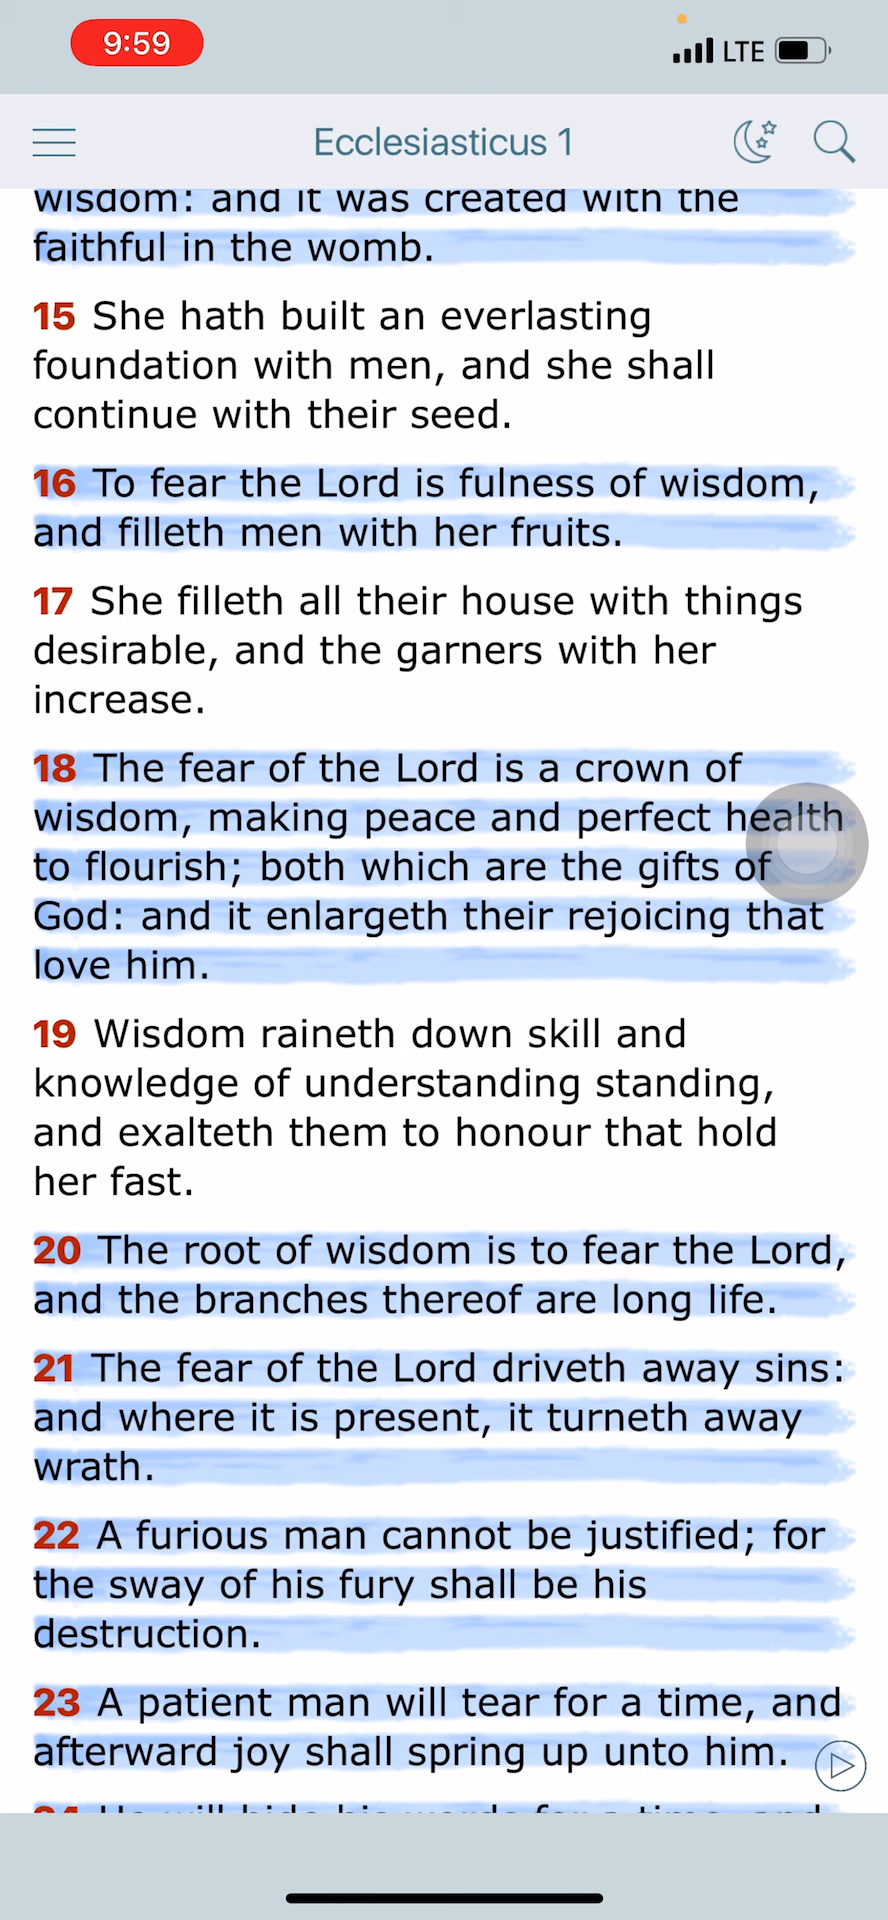 9:59
LTE
Ecclesiasticus 1
wisdom: and it was created with the
faithful in the womb.
15 She hath built an everlasting
foundation with men, and she shall
continue with their seed.
16 To fear the Lord is fulness of wisdom,
and filleth men with her fruits.
17 She filleth all their house with things
desirable, and the garners with her
increase.
18 The fear of the Lord is a crown of
wisdom, making peace and perfect health
to flourish; both which are the gifts of
God: and it enlargeth their rejoicing that
love him.
19 Wisdom raineth down skill and
knowledge of understanding standing,
and exalteth them to honour that hold
her fast.
20 The root of wisdom is to fear the Lord,
and the branches thereof are long life.
21 The fear of the Lord driveth away sins:
and where it is present, it turneth away
wrath.
22 A furious man cannot be justified; for
the sway of his fury shall be his
destruction.
23 A patient man will tear for a time, and
afterward joy shall spring up unto him.
24 He will hide his words for a time, and